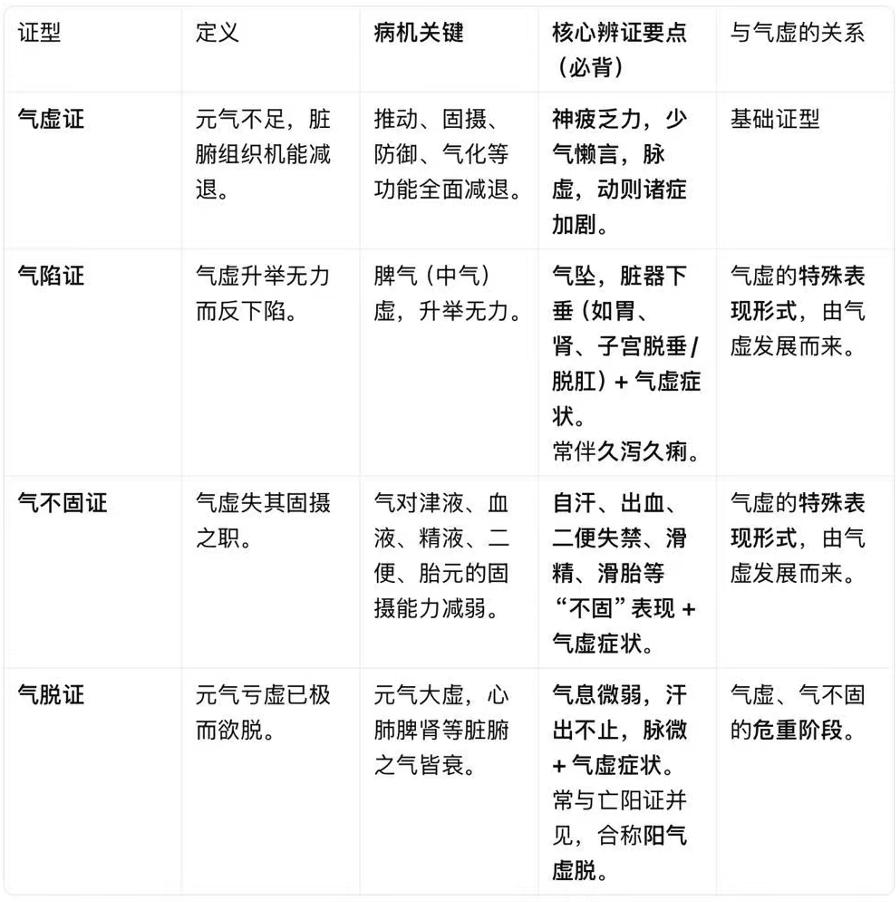 证型
定义
病机关键
核心辨证要点
（必背）
与气虚的关系
气虚证
元气不足，脏
腑组织机能减
退。
推动、固摄、
防御、气化等
功能全面减退。
神疲乏力，少
气懒言，脉
虚，动则诸症
加剧。
基础证型
气陷证
气虚升举无力
而反下陷。
脾气（中气）
虚，升举无力。
气坠，脏器下
垂（如胃、
肾、子宫脱垂/
脱肛）+ 气虚症
状。
常伴久泻久痢。
气虚的特殊表
现形式，由气
虚发展而来。
气不固证
气虚失其固摄
之职。
气对津液、血
液、精液、二
便、胎元的固
摄能力减弱。
自汗、出血、
二便失禁、滑
精、滑胎等
“不固”表现 +
气虚症状。
气虚的特殊表
现形式，由气
虚发展而来。
气脱证
元气亏虚已极
而欲脱。
元气大虚，心
肺脾肾等脏腑
之气皆衰。
气息微弱，汗
出不止，脉微
+ 气虚症状。
常与亡阳证并
见，合称阳气
虚脱。
气虚、气不固
的危重阶段。